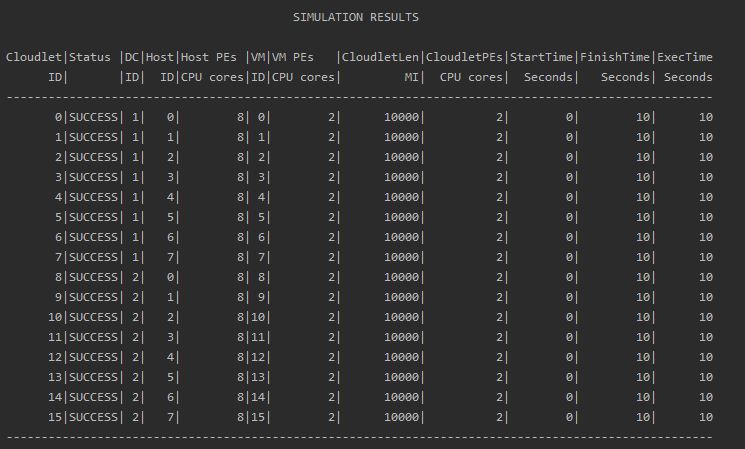 SIMULATION RESULTS
Cloudlet|Status |DC|Host|Host PEs |VM|VM PEs   |CloudletLen|CloudletPEs|StartTime|FinishTime|ExecTime
      ID|       |ID|  ID|CPU cores|ID|CPU cores|         MI|  CPU cores|  Seconds|   Seconds| Seconds
-----------------------------------------------------------------------------------------------------
       0|SUCCESS| 1|   0|        8| 0|        2|      10000|          2|        0|        10|      10
       1|SUCCESS| 1|   1|        8| 1|        2|      10000|          2|        0|        10|      10
       2|SUCCESS| 1|   2|        8| 2|        2|      10000|          2|        0|        10|      10
       3|SUCCESS| 1|   3|        8| 3|        2|      10000|          2|        0|        10|      10
       4|SUCCESS| 1|   4|        8| 4|        2|      10000|          2|        0|        10|      10
       5|SUCCESS| 1|   5|        8| 5|        2|      10000|          2|        0|        10|      10
       6|SUCCESS| 1|   6|        8| 6|        2|      10000|          2|        0|        10|      10
       7|SUCCESS| 1|   7|        8| 7|        2|      10000|          2|        0|        10|      10
       8|SUCCESS| 2|   0|        8| 8|        2|      10000|          2|        0|        10|      10
       9|SUCCESS| 2|   1|        8| 9|        2|      10000|          2|        0|        10|      10
      10|SUCCESS| 2|   2|        8|10|        2|      10000|          2|        0|        10|      10
      11|SUCCESS| 2|   3|        8|11|        2|      10000|          2|        0|        10|      10
      12|SUCCESS| 2|   4|        8|12|        2|      10000|          2|        0|        10|      10
      13|SUCCESS| 2|   5|        8|13|        2|      10000|          2|        0|        10|      10
      14|SUCCESS| 2|   6|        8|14|        2|      10000|          2|        0|        10|      10
      15|SUCCESS| 2|   7|        8|15|        2|      10000|          2|        0|        10|      10
-----------------------------------------------------------------------------------------------------